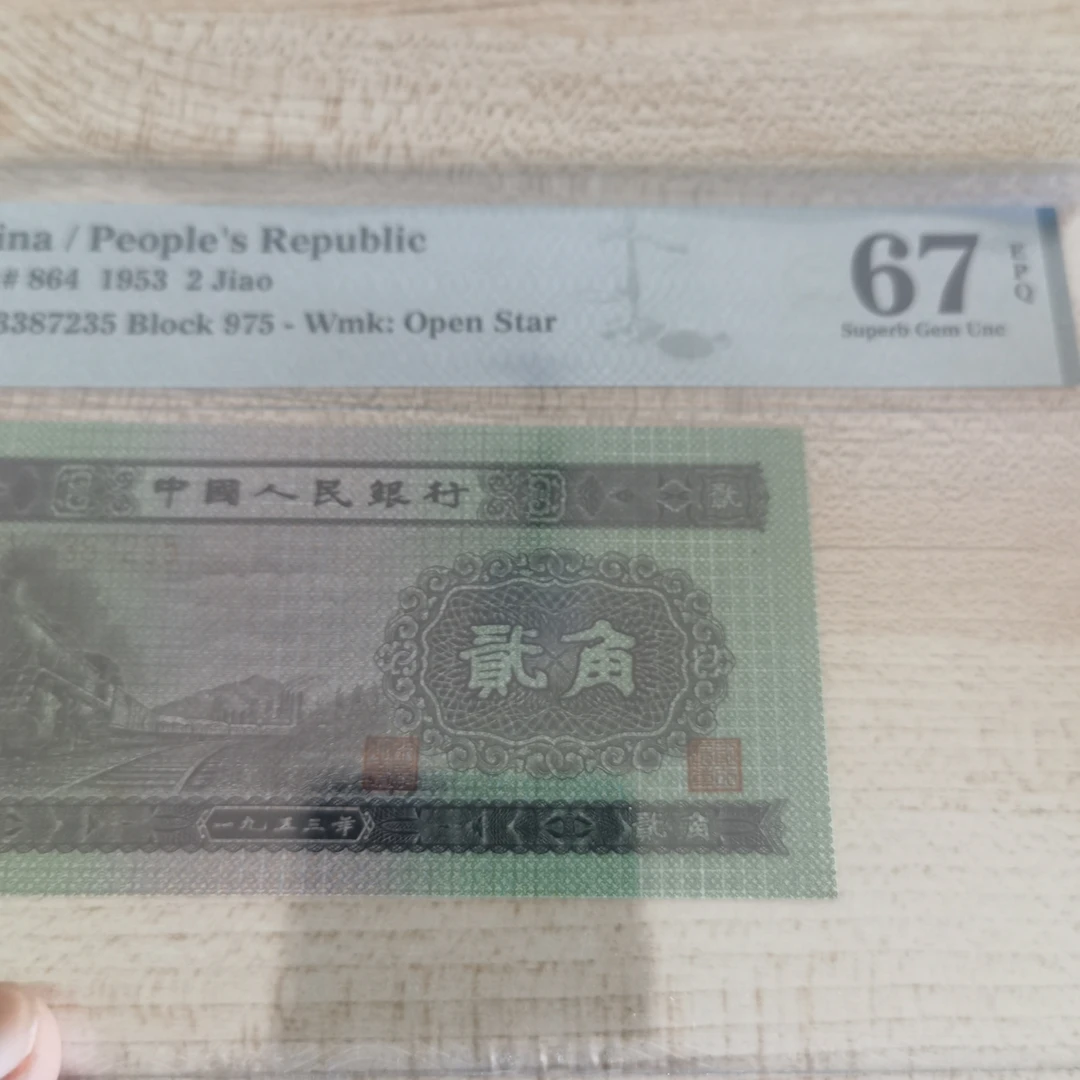 ina / People's Republic
# 864 1953 2 Jiao
3387235 Block 975 - Wmk: Open Star
67
EPQ
Superb Gem Unc
中國人民銀行
貳
貳角
一九五三年
貳角